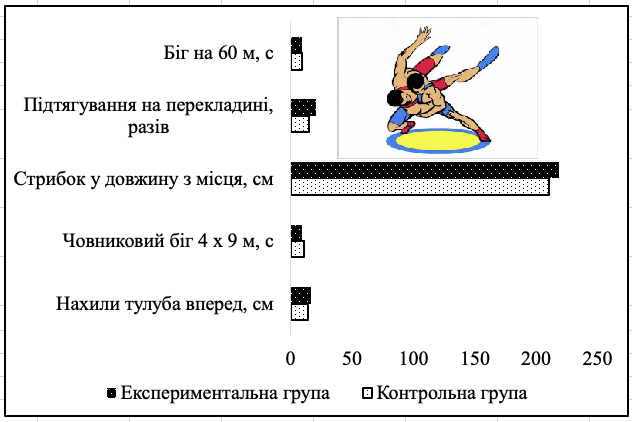 Біг на 60 м, с
Підтягування на перекладині,
разів
Стрибок у довжину з місця, см
Човниковий біг 4 х 9 м, с
Нахили тулуба вперед, см
0 50 100 150 200 250
Експериментальна група Контрольна група